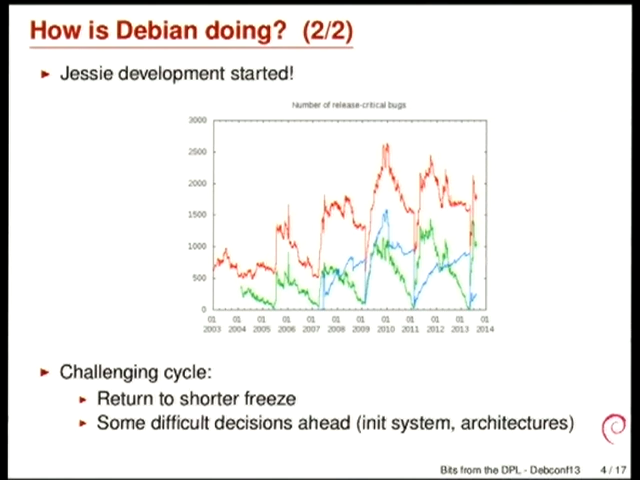 How is Debian doing? (2/2)
Jessie development started!
Number of release-critical bugs
3000
2500
2000
1500
1000
500
0
01 01 01 01 01 01 01 01 01 01 01 01
2003 2004 2005 2006 2007 2008 2009 2010 2011 2012 2013 2014
Challenging cycle:
Return to shorter freeze
Some difficult decisions ahead (init system, architectures)
Bits from the DPL - Debconf13 4 / 17